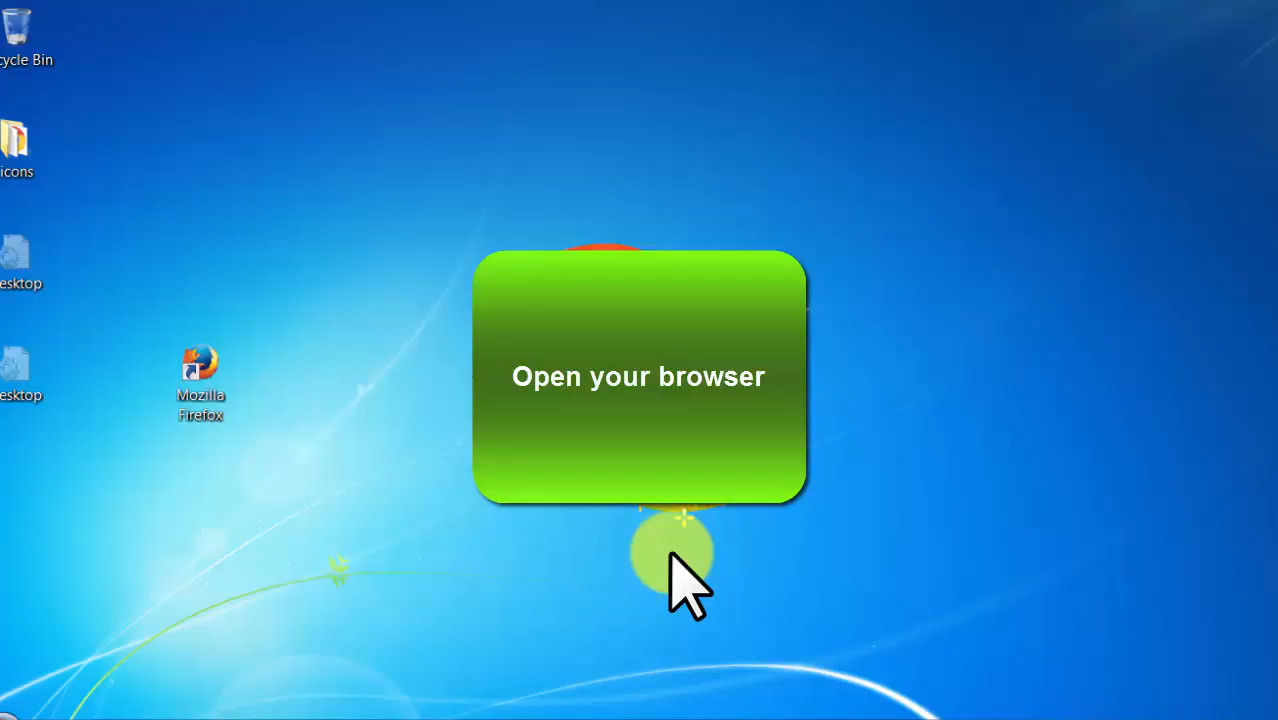 cycle Bin
icons
esktop
esktop
Mozilla
Firefox
Open your browser